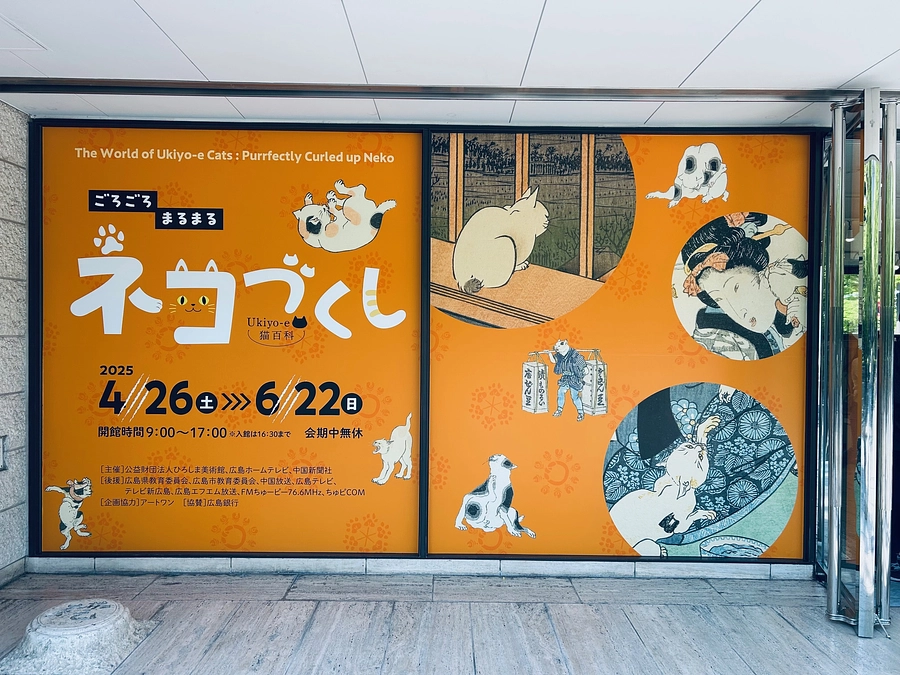 The World of Ukiyo-e Cats : Purrfectly Curled up Neko
ごろごろ
まるまる
ネコづくし
Ukiyo-e
猫百科
2025
4/26土>>>6/22日
開館時間9:00〜17:00 ※入館は16:30まで 会期中無休
[主催]公益財団法人ひろしま美術館、広島ホームテレビ、中国新聞社
[後援]広島県教育委員会、広島市教育委員会、中国放送、広島テレビ、
テレビ新広島、広島エフエム放送、FMちゅーピー76.6MHz、ちゅピCOM
[企画協力]アートワン [協賛]広島銀行